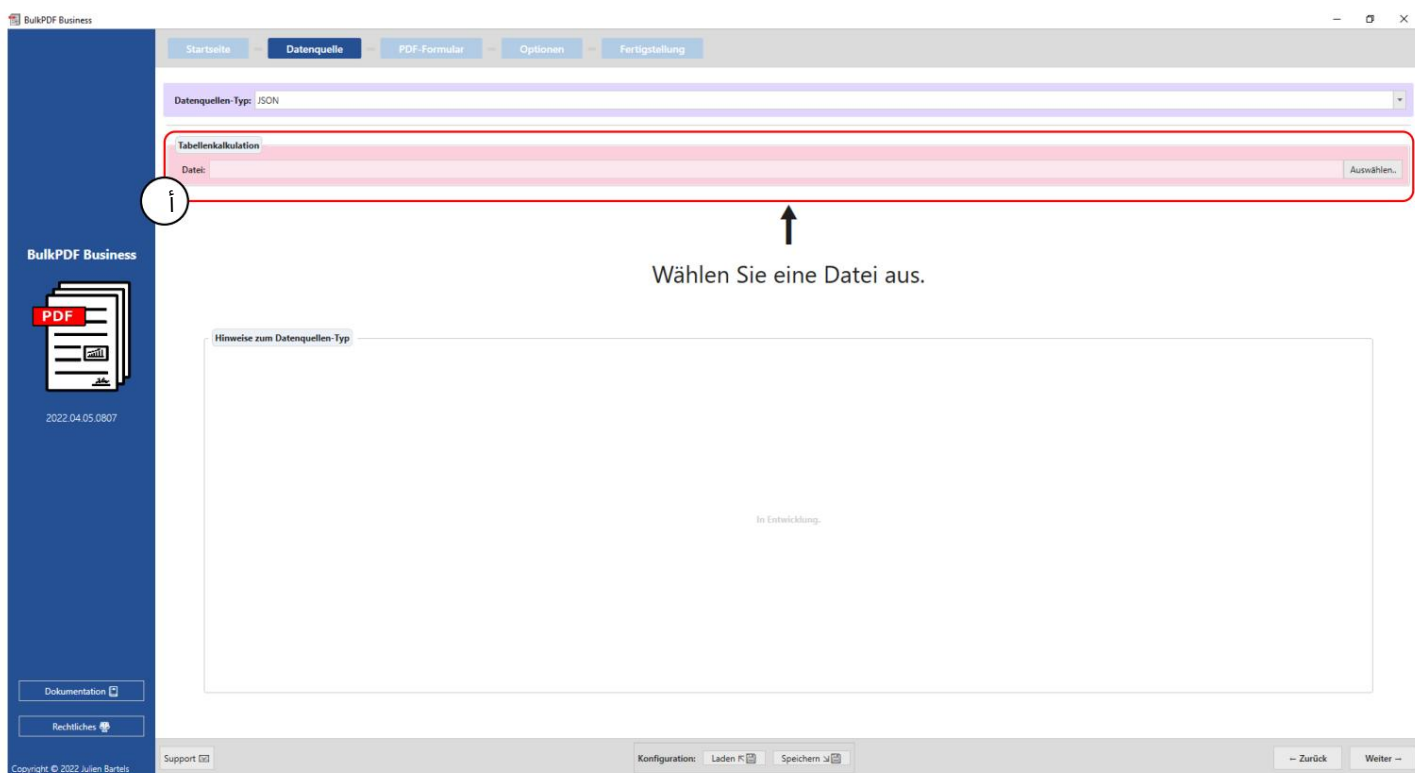 BulkPDF Business
Startseite Datenquelle PDF-Formular Optionen Fertigstellung
Datenquellen-Typ: JSON
Tabellenkalkulation
Datei: Auswählen..
أ
Wählen Sie eine Datei aus.
BulkPDF Business
PDF
2022.04.05.0807
Hinweise zum Datenquellen-Typ
In Entwicklung.
Dokumentation
Rechtliches
Copyright © 2022 Julien Bartels
Support
Konfiguration: Laden Speichern
← Zurück Weiter →